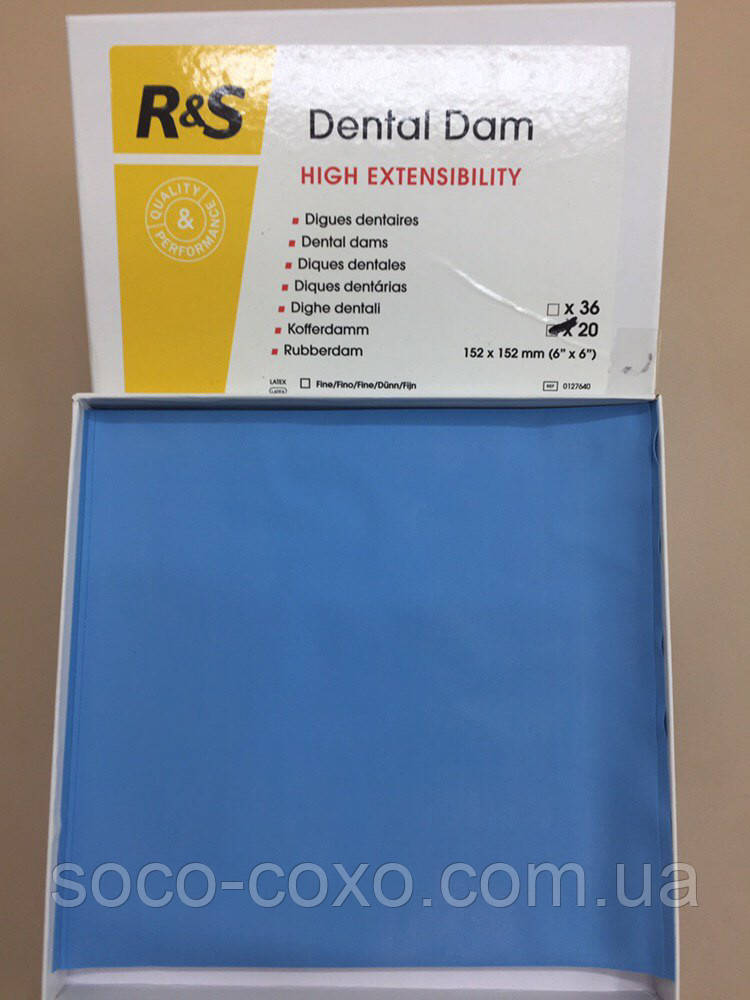 R&S
QUALITY & PERFORMANCE
Dental Dam
HIGH EXTENSIBILITY
Digues dentaires
Dental dams
Diques dentales
Diques dentárias
Dighe dentali
Kofferdamm
Rubberdam
x 36
x 20
152 x 152 mm (6" x 6")
LATEX
LATEX
Fine/Fino/Fine/Dünn/Fijn
REF 0127640
soco-coxo.com.ua